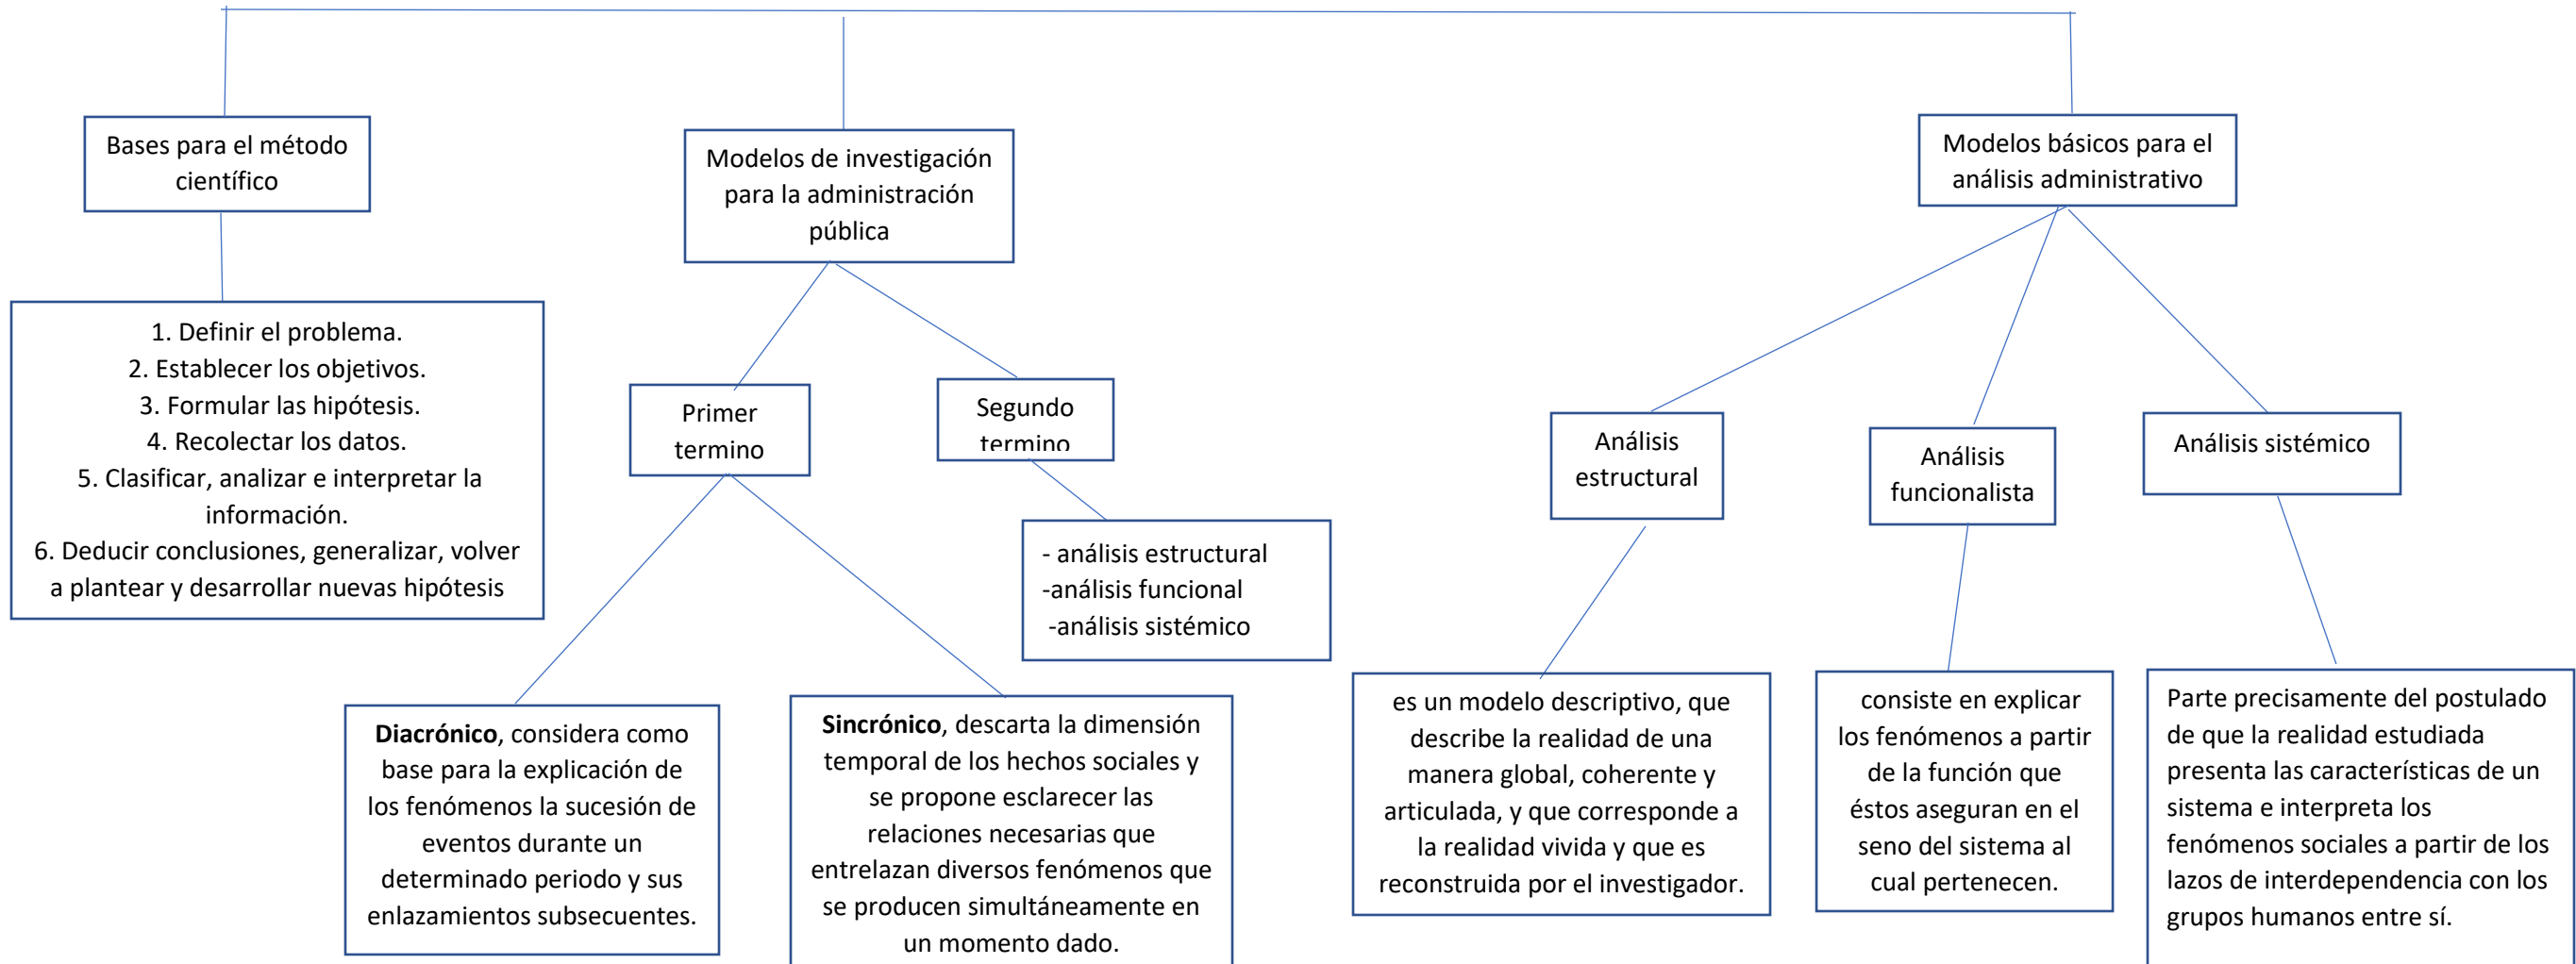 Bases para el método
científico
Modelos de investigación
para la administración
pública
Modelos básicos para el
análisis administrativo
1. Definir el problema.
2. Establecer los objetivos.
3. Formular las hipótesis.
4. Recolectar los datos.
5. Clasificar, analizar e interpretar la
información.
6. Deducir conclusiones, generalizar, volver
a plantear y desarrollar nuevas hipótesis
Primer
termino
Segundo
termino
- análisis estructural
-análisis funcional
-análisis sistémico
Diacrónico, considera como
base para la explicación de
los fenómenos la sucesión de
eventos durante un
determinado periodo y sus
enlazamientos subsecuentes.
Sincrónico, descarta la dimensión
temporal de los hechos sociales y
se propone esclarecer las
relaciones necesarias que
entrelazan diversos fenómenos que
se producen simultáneamente en
un momento dado.
Análisis
estructural
Análisis
funcionalista
Análisis sistémico
es un modelo descriptivo, que
describe la realidad de una
manera global, coherente y
articulada, y que corresponde a
la realidad vivida y que es
reconstruida por el investigador.
consiste en explicar
los fenómenos a partir
de la función que
éstos aseguran en el
seno del sistema al
cual pertenecen.
Parte precisamente del postulado
de que la realidad estudiada
presenta las características de un
sistema e interpreta los
fenómenos sociales a partir de los
lazos de interdependencia con los
grupos humanos entre sí.